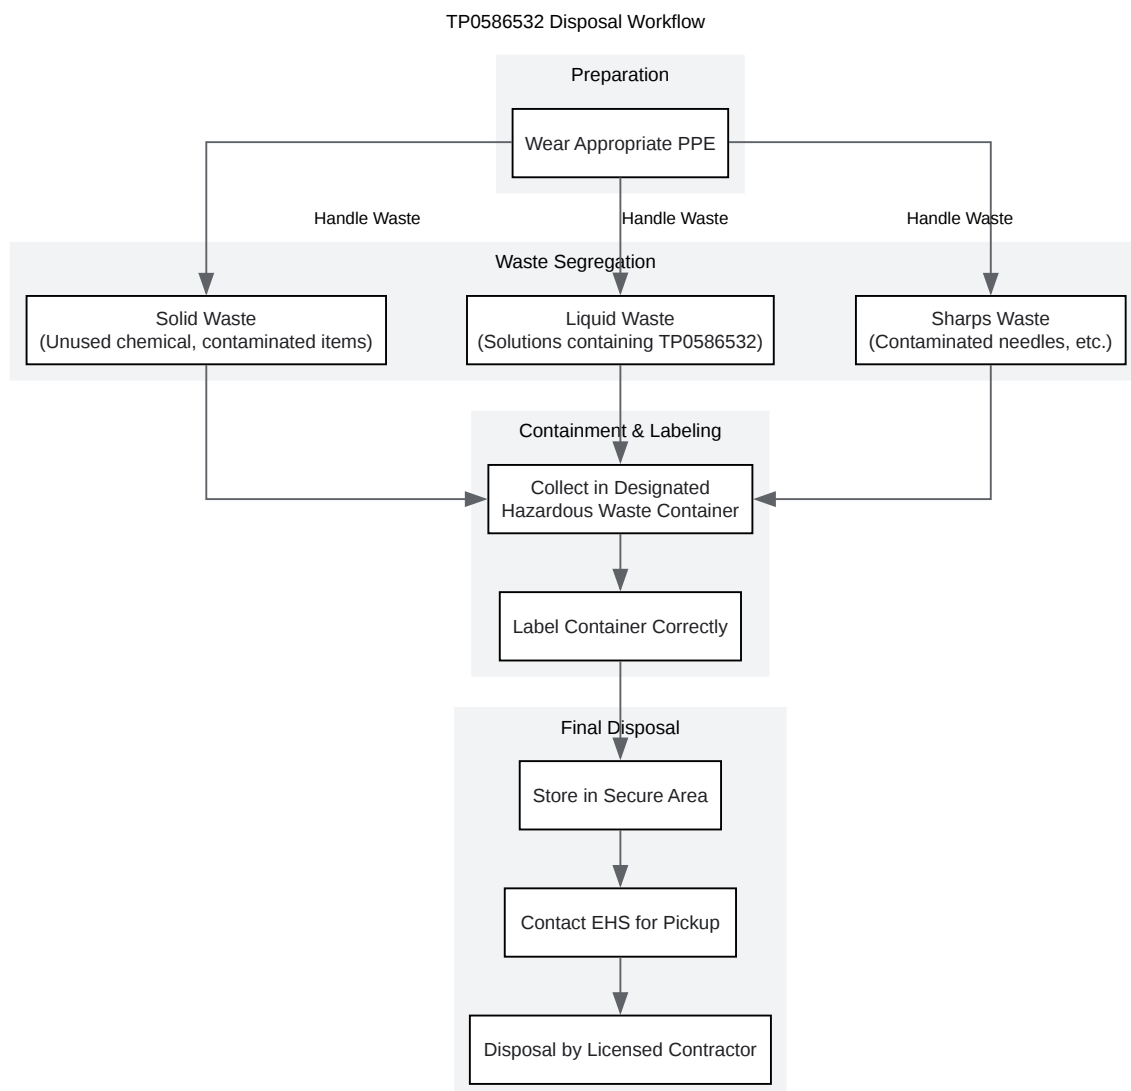 TP0586532 Disposal Workflow
Preparation
Wear Appropriate PPE
Handle Waste
Handle Waste
Handle Waste
Waste Segregation
Solid Waste
(Unused chemical, contaminated items)
Liquid Waste
(Solutions containing TP0586532)
Sharps Waste
(Contaminated needles, etc.)
Containment & Labeling
Collect in Designated
Hazardous Waste Container
Label Container Correctly
Final Disposal
Store in Secure Area
Contact EHS for Pickup
Disposal by Licensed Contractor